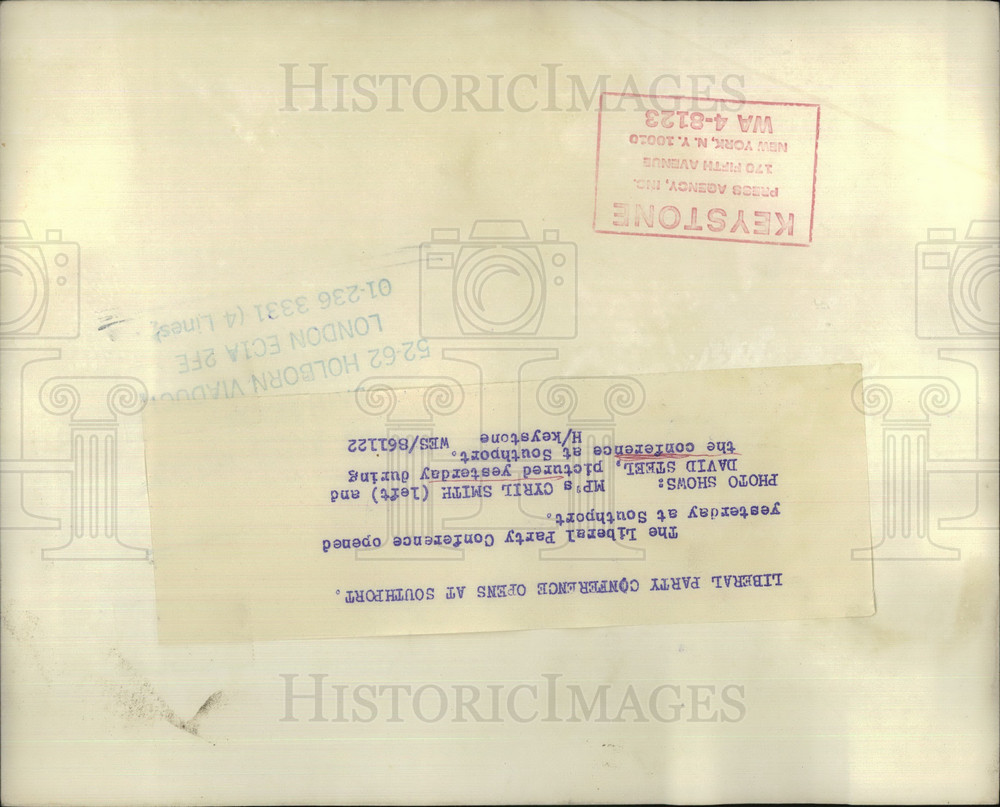 LIBERAL PARTY CONFERENCE OPENS AT SOUTHPORT.
The Liberal Party Conference opened
yesterday at Southport.
PHOTO SHOWS: MP's CYRIL SMITH (left) and
DAVID STEEL, pictured yesterday during
the conference at Southport.
H/keystone WES/861122
52-62 HOLBORN VIADUCT
LONDON EC1A 2FE
01-236 3331 (4 Lines)
KEYSTONE
PRESS AGENCY, INC.
170 FIFTH AVENUE
NEW YORK, N. Y. 10010
WA 4-8123
HISTORICIMAGES
HISTORICIMAGES